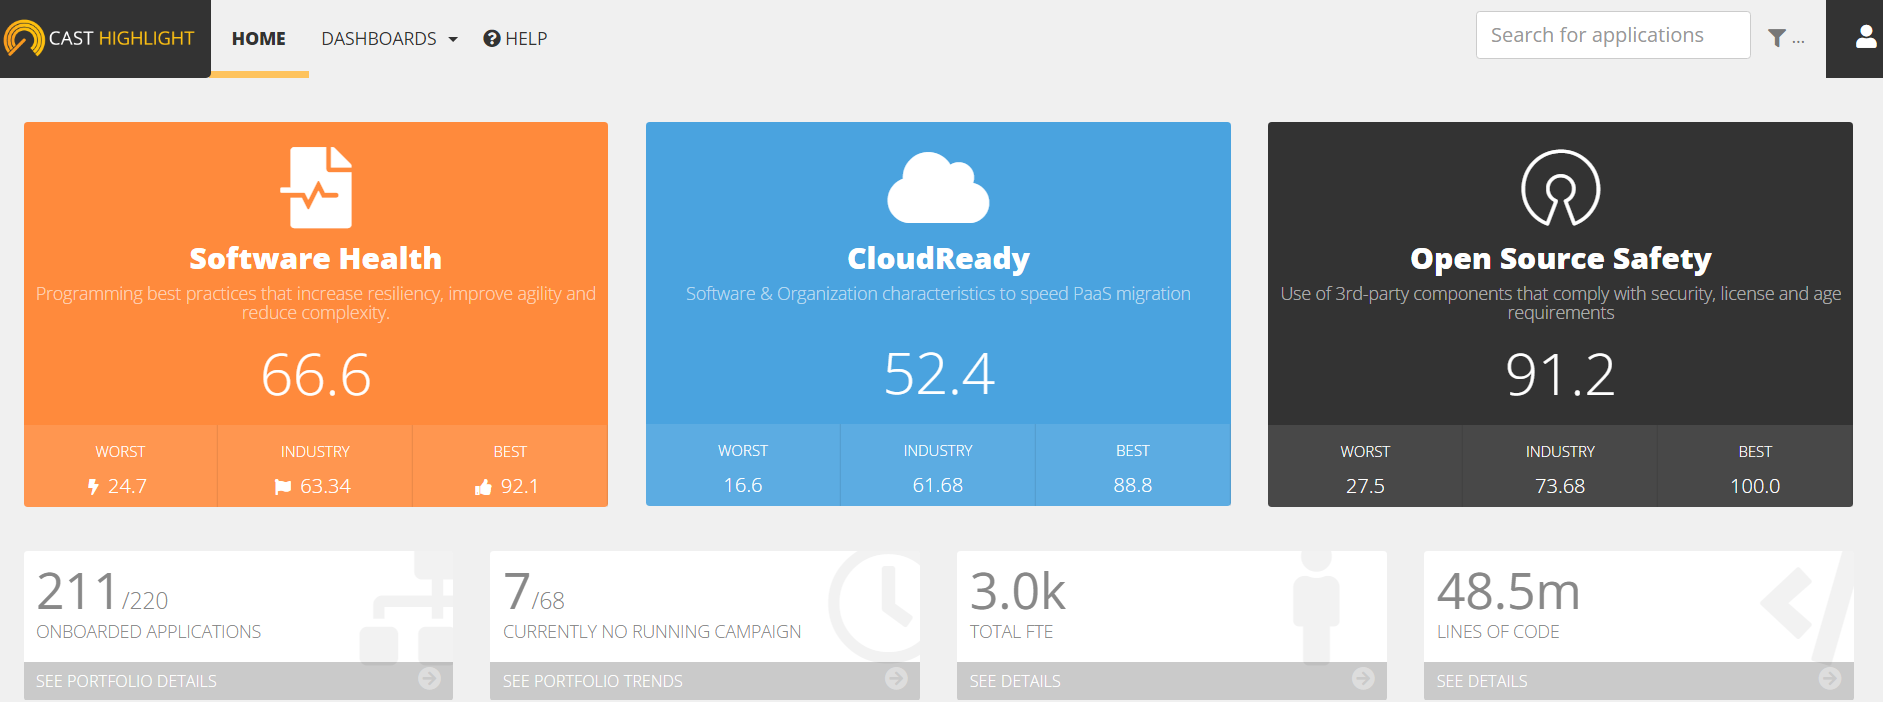 CAST HIGHLIGHT
HOME
DASHBOARDS
HELP
Search for applications
...
Software Health
Programming best practices that increase resiliency, improve agility and
reduce complexity.
66.6
WORST
INDUSTRY
BEST
24.7
63.34
92.1
CloudReady
Software & Organization characteristics to speed PaaS migration
52.4
WORST
INDUSTRY
BEST
16.6
61.68
88.8
Open Source Safety
Use of 3rd-party components that comply with security, license and age
requirements
91.2
WORST
INDUSTRY
BEST
27.5
73.68
100.0
211/220
ONBOARDED APPLICATIONS
SEE PORTFOLIO DETAILS
7/68
CURRENTLY NO RUNNING CAMPAIGN
SEE PORTFOLIO TRENDS
3.0k
TOTAL FTE
SEE DETAILS
48.5m
LINES OF CODE
SEE DETAILS